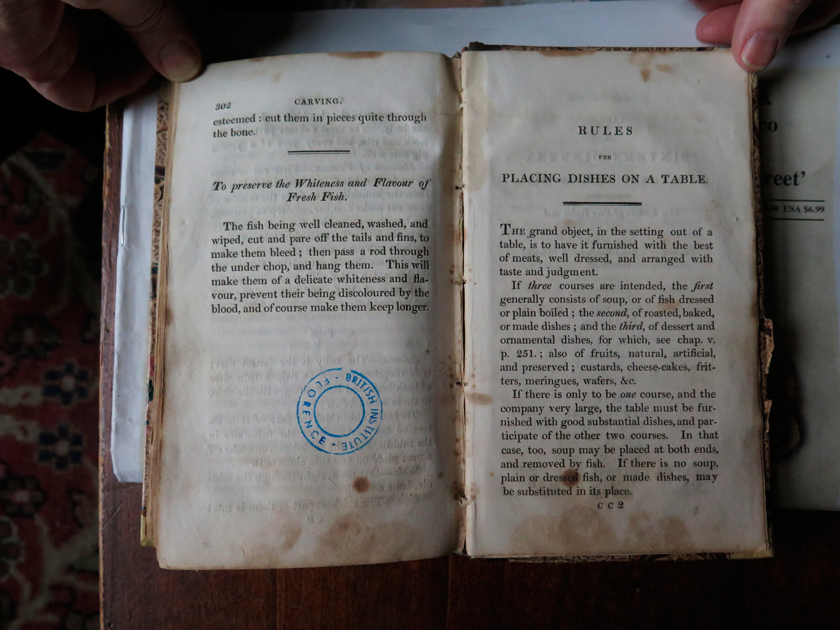 302
CARVING.
esteemed : cut them in pieces quite through
the bone.
To preserve the Whiteness and Flavour of
Fresh Fish.
The fish being well cleaned, washed, and
wiped, cut and pare off the tails and fins, to
make them bleed ; then pass a rod through
the under chop, and hang them. This will
make them of a delicate whiteness and fla-
vour, prevent their being discoloured by the
blood, and of course make them keep longer.
BRITISH INSTITUTE
FLORENCE
RULES
FOR
PLACING DISHES ON A TABLE.
THE grand object, in the setting out of a
table, is to have it furnished with the best
of meats, well dressed, and arranged with
taste and judgment.
If three courses are intended, the first
generally consists of soup, or of fish dressed
or plain boiled ; the second, of roasted, baked,
or made dishes ; and the third, of dessert and
ornamental dishes, for which, see chap. v.
p. 251. ; also of fruits, natural, artificial,
and preserved ; custards, cheese-cakes, frit-
ters, meringues, wafers, &c.
If there is only to be one course, and the
company very large, the table must be fur-
nished with good substantial dishes, and par-
ticipate of the other two courses. In that
case, too, soup may be placed at both ends,
and removed by fish. If there is no soup,
plain or dressed fish, or made dishes, may
be substituted in its place.
C C 2
co
reet'
USA $6.99